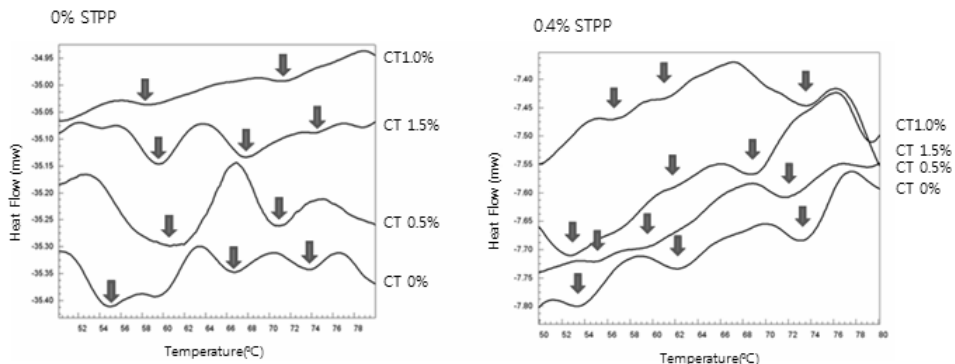 0% STPP
Heat Flow (mw)
-34.95
-35.00
-36.05
-35.10
-35.15
-36.20
-35.25
-36.30
-36.35
-36.40
CT1.0%
CT 1.5%
CT 0.5%
CT 0%
52 54 56 58 60 62 64 66 68 70 72 74 76 78
Temperature(ºC)
0.4% STPP
Heat Flow (mw)
-7.40
-7.45
-7.50
-7.55
-7.60
-7.65
-7.70
-7.75
-7.80
CT1.0%
CT 1.5%
CT 0.5%
CT 0%
50 52 54 56 58 60 62 64 66 68 70 72 74 76 78 80
Temperature(ºC)